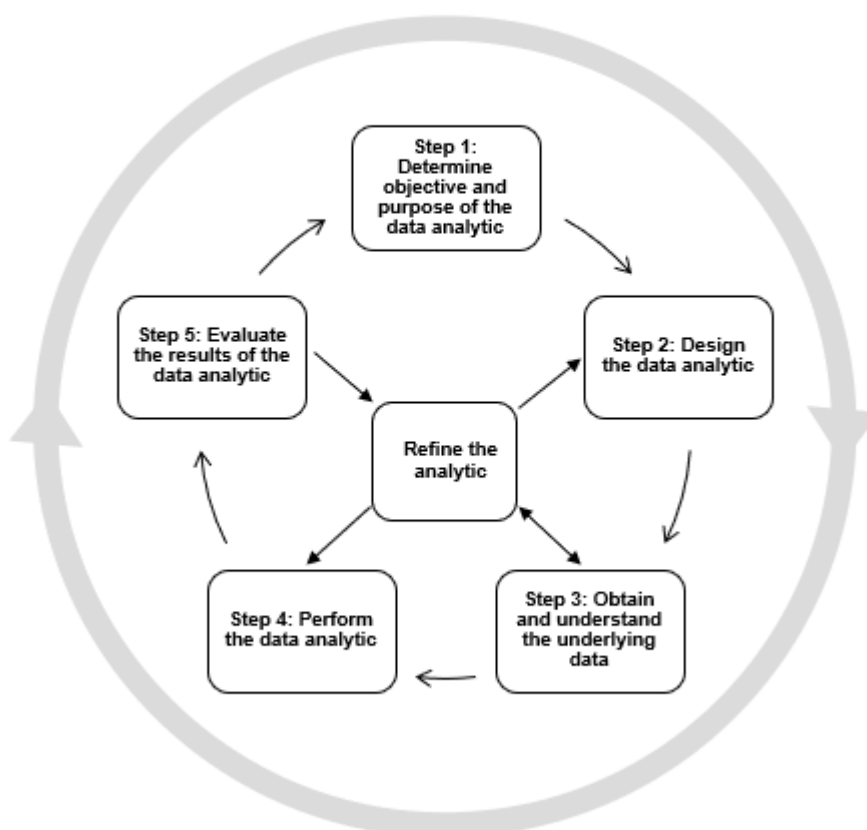 Step 1:
Determine
objective and
purpose of the
data analytic
Step 5: Evaluate
the results of the
data analytic
Step 2: Design
the data analytic
Refine the
analytic
Step 4: Perform
the data analytic
Step 3: Obtain
and understand
the underlying
data